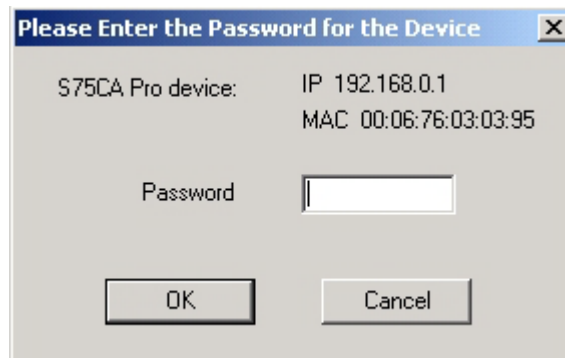 Please Enter the Password for the Device
S75CA Pro device: IP 192.168.0.1
MAC 00:06:76:03:03:95
Password
OK Cancel